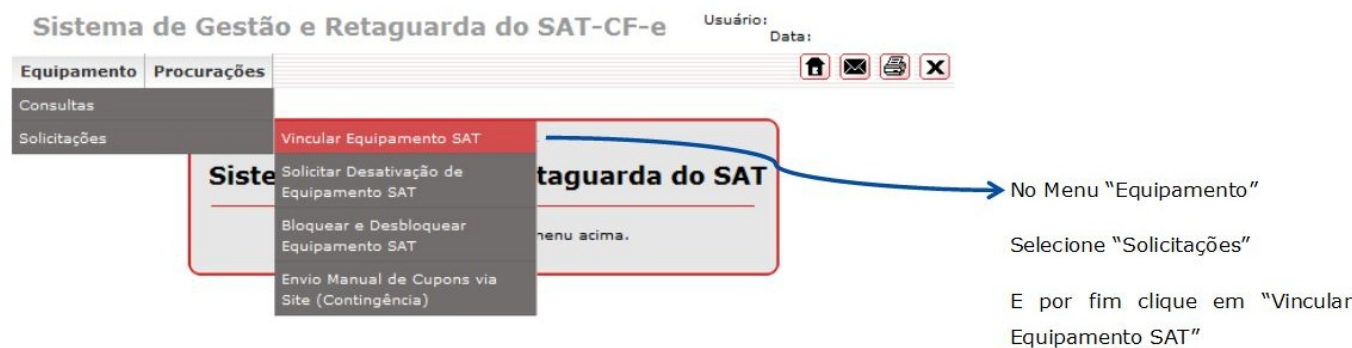 Sistema de Gestão e Retaguarda do SAT-CF-e
Usuário:
Data:
Equipamento Procurações
Consultas
Solicitações
Vincular Equipamento SAT
Solicitar Desativação de
Equipamento SAT
Bloquear e Desbloquear
Equipamento SAT
Envio Manual de Cupons via
Site (Contingência)
Siste taguarda do SAT
enu acima.
No Menu “Equipamento”
Selecione “Solicitações”
E por fim clique em “Vincular
Equipamento SAT”